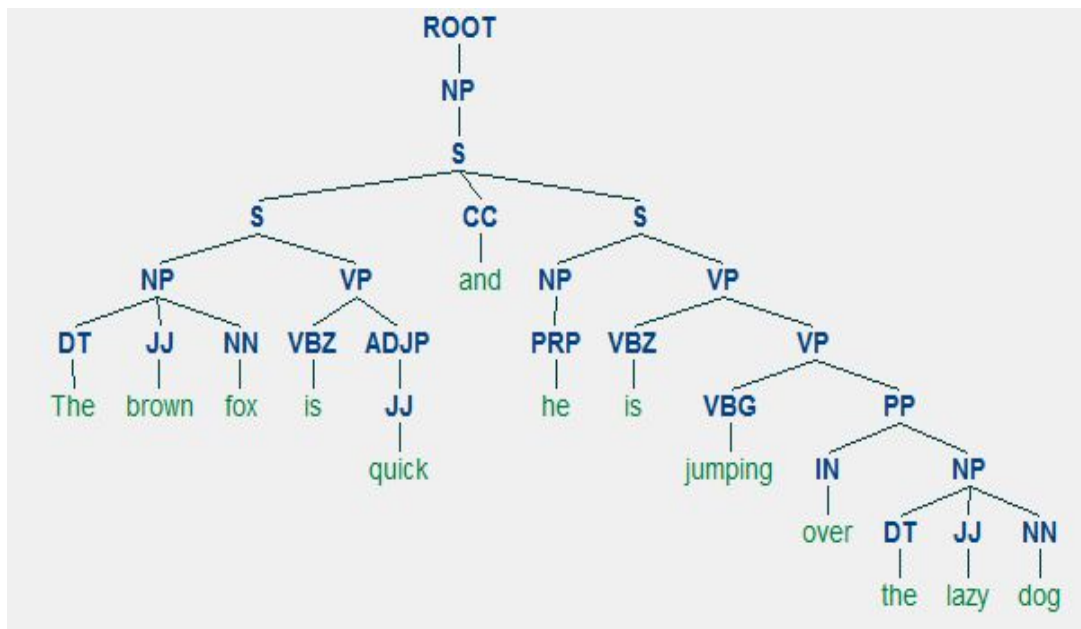 ROOT
NP
S
S CC S
NP VP and NP VP
DT JJ NN VBZ ADJP PRP VBZ VP
The brown fox is JJ he is VBG PP
quick jumping IN NP
over DT JJ NN
the lazy dog